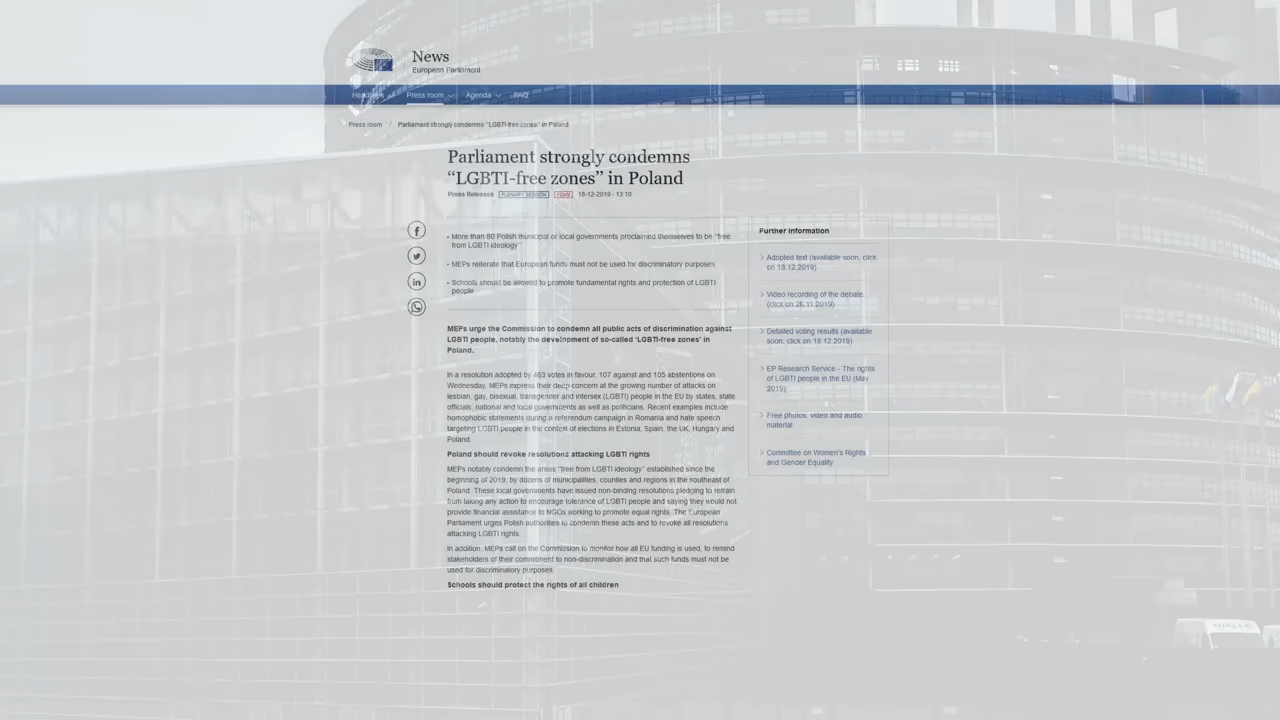 News
European Parliament
Headlines
Press room
Agenda
FAQ
Press room / Parliament strongly condemns "LGBTI-free zones" in Poland
Parliament strongly condemns
“LGBTI-free zones” in Poland
Press Releases PLENARY SESSION FEMM 18-12-2019 - 13:10
• More than 80 Polish municipal or local governments proclaimed themselves to be "free
from LGBTI ideology"
• MEPs reiterate that European funds must not be used for discriminatory purposes
• Schools should be allowed to promote fundamental rights and protection of LGBTI
people
MEPs urge the Commission to condemn all public acts of discrimination against
LGBTI people, notably the development of so-called ‘LGBTI-free zones’ in
Poland.
In a resolution adopted by 463 votes in favour, 107 against and 105 abstentions on
Wednesday, MEPs express their deep concern at the growing number of attacks on
lesbian, gay, bisexual, transgender and intersex (LGBTI) people in the EU by states, state
officials, national and local governments as well as politicians. Recent examples include
homophobic statements during a referendum campaign in Romania and hate speech
targeting LGBTI people in the context of elections in Estonia, Spain, the UK, Hungary and
Poland.
Poland should revoke resolutions attacking LGBTI rights
MEPs notably condemn the areas "free from LGBTI ideology" established since the
beginning of 2019, by dozens of municipalities, counties and regions in the southeast of
Poland. These local governments have issued non-binding resolutions pledging to refrain
from taking any action to encourage tolerance of LGBTI people and saying they would not
provide financial assistance to NGOs working to promote equal rights. The European
Parliament urges Polish authorities to condemn these acts and to revoke all resolutions
attacking LGBTI rights.
In addition, MEPs call on the Commission to monitor how all EU funding is used, to remind
stakeholders of their commitment to non-discrimination and that such funds must not be
used for discriminatory purposes.
Schools should protect the rights of all children
Further information
Adopted text (available soon, click
on 18.12.2019)
Video recording of the debate
(click on 26.11.2019)
Detailed voting results (available
soon, click on 18.12.2019)
EP Research Service - The rights
of LGBTI people in the EU (May
2019)
Free photos, video and audio
material
Committee on Women's Rights
and Gender Equality